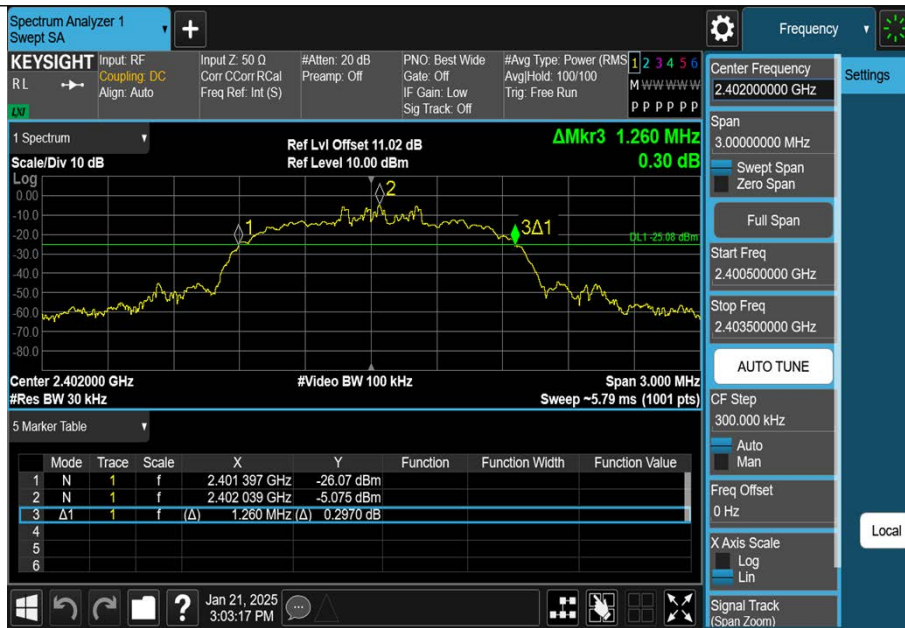 Spectrum Analyzer 1
Swept SA
Frequency
KEYSIGHT
RL
LXI
Input: RF
Coupling: DC
Align: Auto
Input Z: 50 Ω
Corr CCorr RCal
Freq Ref: Int (S)
#Atten: 20 dB
Preamp: Off
PNO: Best Wide
Gate: Off
IF Gain: Low
Sig Track: Off
#Avg Type: Power (RMS
Avg|Hold: 100/100
Trig: Free Run
1 2 3 4 5 6
M W W W W W
P P P P P P
1 Spectrum
Scale/Div 10 dB
Log
Ref Lvl Offset 11.02 dB
Ref Level 10.00 dBm
ΔMkr3 1.260 MHz
0.30 dB
0.00
-10.0
-20.0
-30.0
-40.0
-50.0
-60.0
-70.0
-80.0
1
2
3Δ1
DL1 -25.08 dBm
Center 2.402000 GHz
#Res BW 30 kHz
#Video BW 100 kHz
Span 3.000 MHz
Sweep ~5.79 ms (1001 pts)
5 Marker Table
Mode Trace Scale X Y Function Function Width Function Value
1 N 1 f 2.401 397 GHz -26.07 dBm
2 N 1 f 2.402 039 GHz -5.075 dBm
3 Δ1 1 f (Δ) 1.260 MHz (Δ) 0.2970 dB
4
5
6
Jan 21, 2025
3:03:17 PM
Center Frequency
2.402000000 GHz
Span
3.00000000 MHz
Swept Span
Zero Span
Full Span
Start Freq
2.400500000 GHz
Stop Freq
2.403500000 GHz
AUTO TUNE
CF Step
300.000 kHz
Auto
Man
Freq Offset
0 Hz
X Axis Scale
Log
Lin
Signal Track
(Span Zoom)
Settings
Local